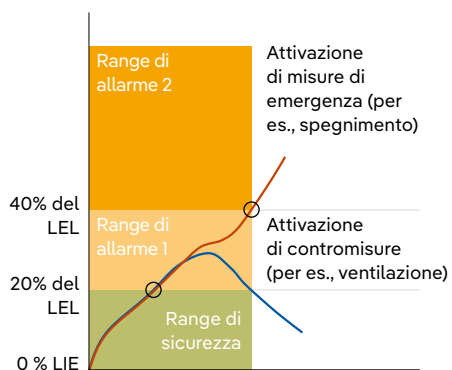 Range di
allarme 2
Attivazione
di misure di
emergenza (per
es., spegnimento)
40% del
LEL
Range di
allarme 1
Attivazione
di contromisure
(per es., ventilazione)
20% del
LEL
Range di
sicurezza
0 % LIE